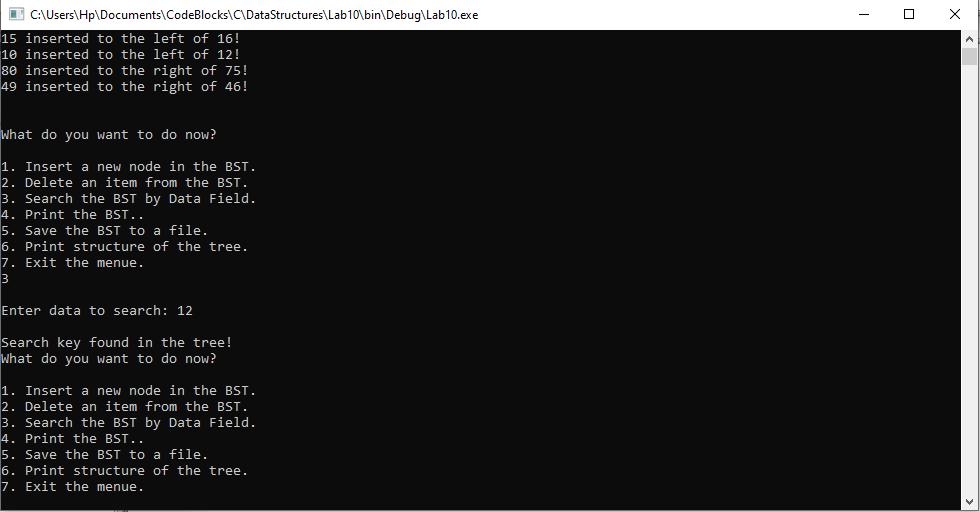 C:\Users\Hp\Documents\CodeBlocks\C\DataStructures\Lab10\bin\Debug\Lab10.exe
15 inserted to the left of 16!
10 inserted to the left of 12!
80 inserted to the right of 75!
49 inserted to the right of 46!
What do you want to do now?
1. Insert a new node in the BST.
2. Delete an item from the BST.
3. Search the BST by Data Field.
4. Print the BST..
5. Save the BST to a file.
6. Print structure of the tree.
7. Exit the menue.
3
Enter data to search: 12
Search key found in the tree!
What do you want to do now?
1. Insert a new node in the BST.
2. Delete an item from the BST.
3. Search the BST by Data Field.
4. Print the BST..
5. Save the BST to a file.
6. Print structure of the tree.
7. Exit the menue.